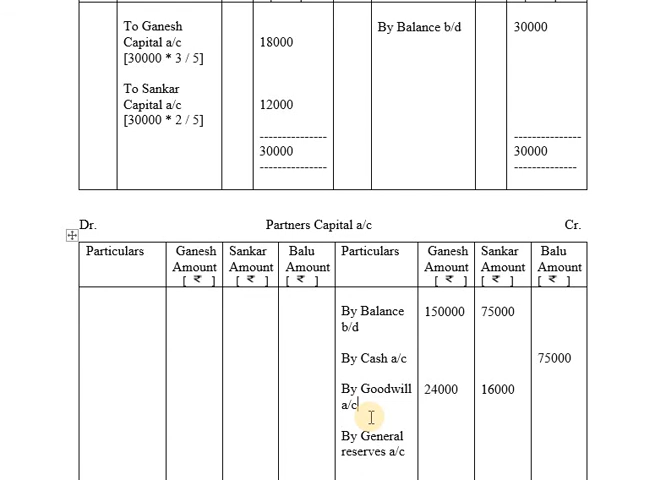 To Ganesh
Capital a/c
[30000 * 3 / 5]
18000
By Balance b/d
30000
To Sankar
Capital a/c
[30000 * 2 / 5]
12000
---------------
30000
---------------
---------------
30000
--------------
Dr.
Partners Capital a/c
Cr.
Particulars
Ganesh
Amount
[ ₹ ]
Sankar
Amount
[ ₹ ]
Balu
Amount
[ ₹ ]
Particulars
Ganesh
Amount
[ ₹ ]
Sankar
Amount
[ ₹ ]
Balu
Amount
[ ₹ ]
By Balance
b/d
150000
75000
By Cash a/c
75000
By Goodwill
a/c
24000
16000
By General
reserves a/c